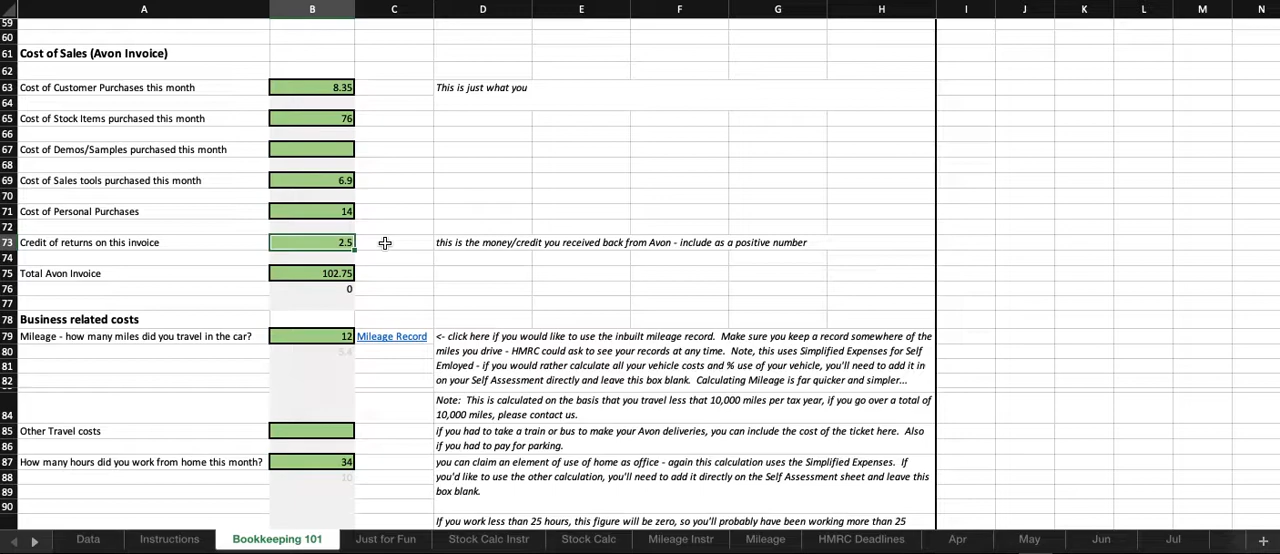 A B C D E F G H I J K L M N
59
60
61 Cost of Sales (Avon Invoice)
62
63 Cost of Customer Purchases this month 8.35 This is just what you
64
65 Cost of Stock Items purchased this month 76
66
67 Cost of Demos/Samples purchased this month
68
69 Cost of Sales tools purchased this month 6.9
70
71 Cost of Personal Purchases 14
72
73 Credit of returns on this invoice 2.5 this is the money/credit you received back from Avon - include as a positive number
74
75 Total Avon Invoice 102.75
76 0
77
78 Business related costs
79 Mileage - how many miles did you travel in the car? 12 Mileage Record <- click here if you would like to use the inbuilt mileage record. Make sure you keep a record somewhere of the
80 5.4 miles you drive - HMRC could ask to see your records at any time. Note, this uses Simplified Expenses for Self
81 Emloyed - if you would rather calculate all your vehicle costs and % use of your vehicle, you'll need to add it in
82 on your Self Assessment directly and leave this box blank. Calculating Mileage is far quicker and simpler...
Note: This is calculated on the basis that you travel less that 10,000 miles per tax year, if you go over a total of
84 10,000 miles, please contact us.
85 Other Travel costs if you had to take a train or bus to make your Avon deliveries, you can include the cost of the ticket here. Also
86 if you had to pay for parking.
87 How many hours did you work from home this month? 34 you can claim an element of use of home as office - again this calculation uses the Simplified Expenses. If
88 10 you'd like to use the other calculation, you'll need to add it directly on the Self Assessment sheet and leave this
89 box blank.
90
If you work less than 25 hours, this figure will be zero, so you'll probably have been working more than 25
Data Instructions Bookkeeping 101 Just for Fun Stock Calc Instr Stock Calc Mileage Instr Mileage HMRC Deadlines Apr May Jun Jul